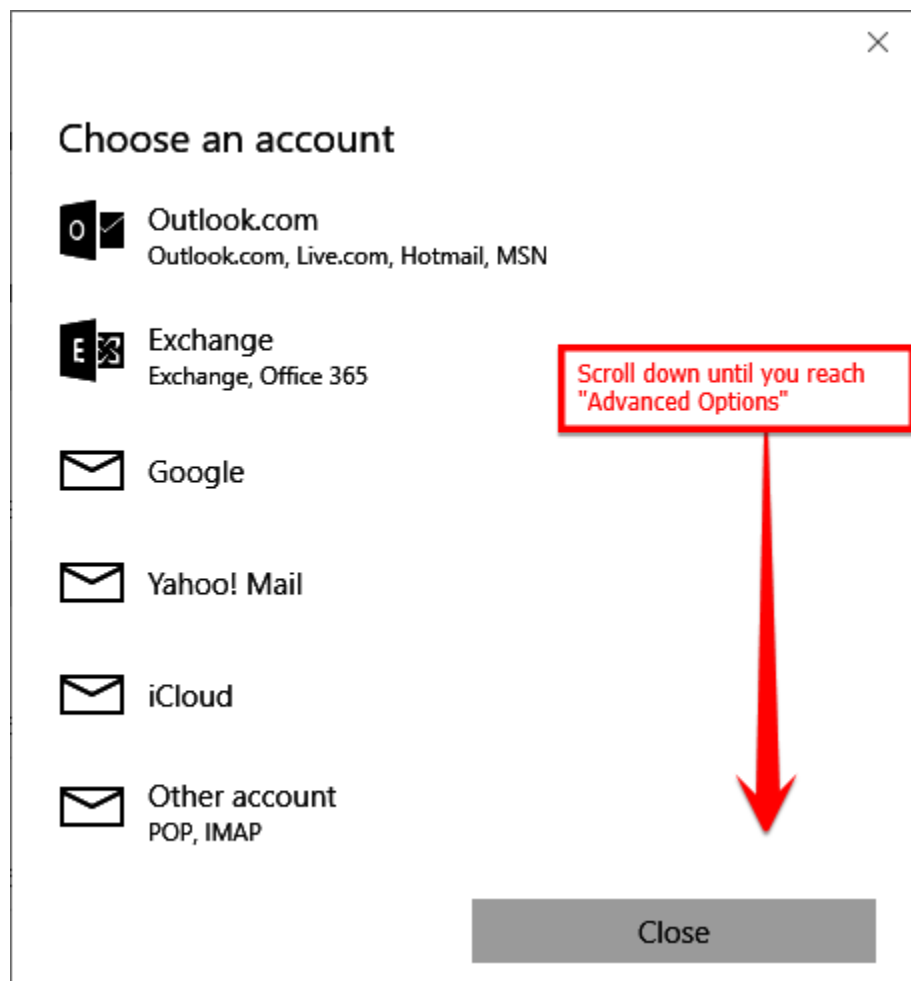 Choose an account
O
Outlook.com
Outlook.com, Live.com, Hotmail, MSN
E
Exchange
Exchange, Office 365
Scroll down until you reach
"Advanced Options"
Google
Yahoo! Mail
iCloud
Other account
POP, IMAP
Close